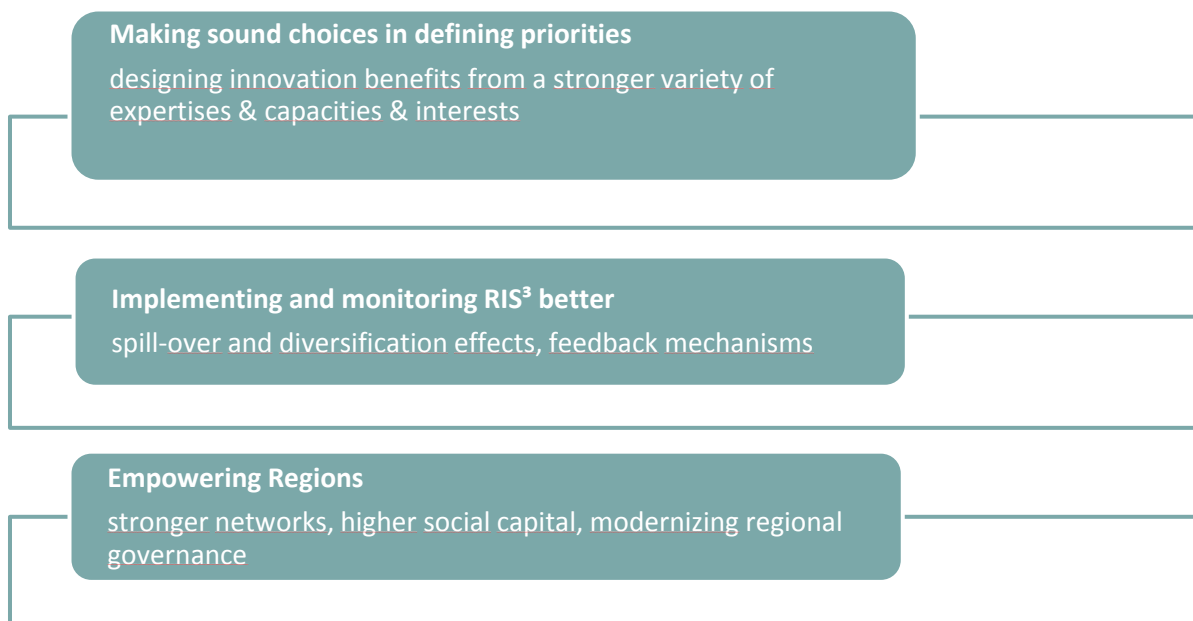 Making sound choices in defining priorities
designing innovation benefits from a stronger variety of
expertises & capacities & interests
Implementing and monitoring RIS³ better
spill-over and diversification effects, feedback mechanisms
Empowering Regions
stronger networks, higher social capital, modernizing regional
governance